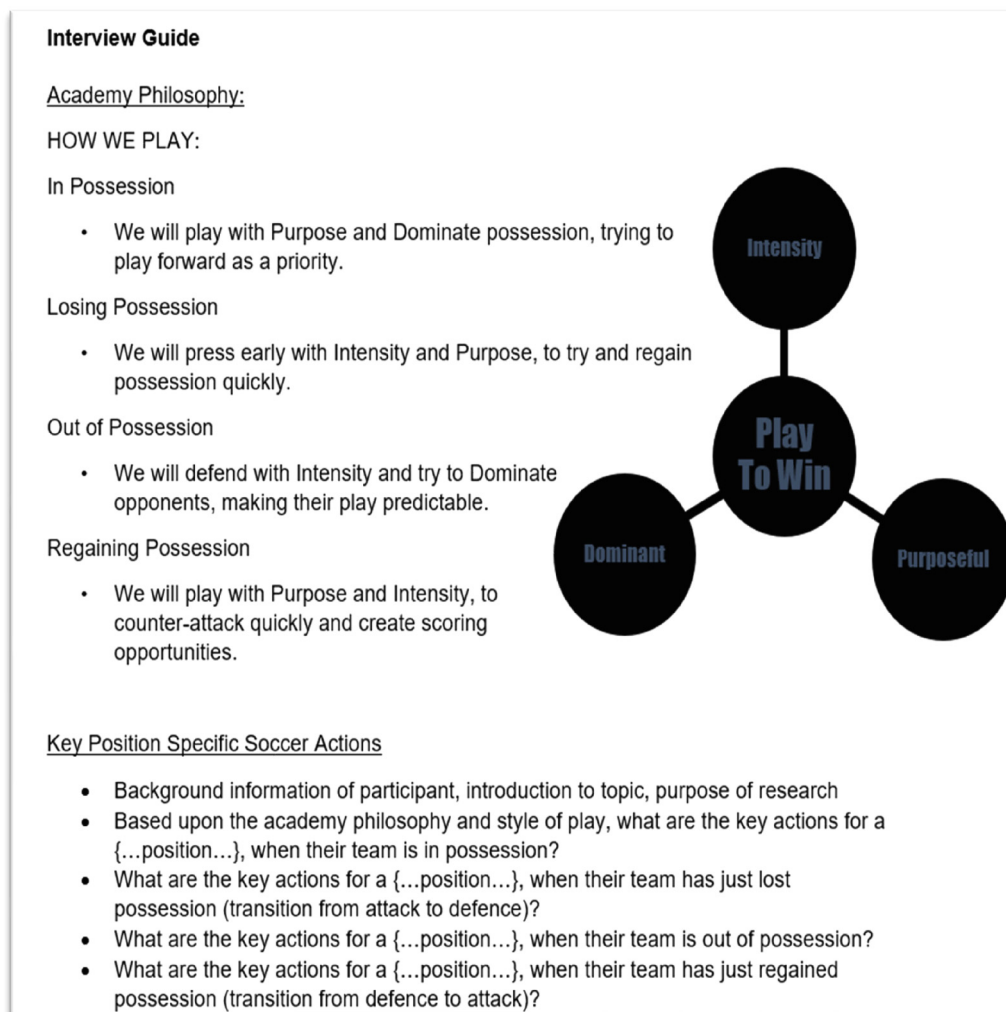 Interview Guide
Academy Philosophy:
HOW WE PLAY:
In Possession
• We will play with Purpose and Dominate possession, trying to
play forward as a priority.
Losing Possession
• We will press early with Intensity and Purpose, to try and regain
possession quickly.
Out of Possession
• We will defend with Intensity and try to Dominate
opponents, making their play predictable.
Regaining Possession
• We will play with Purpose and Intensity, to
counter-attack quickly and create scoring
opportunities.
Intensity
Play
To Win
Dominant
Purposeful
Key Position Specific Soccer Actions
• Background information of participant, introduction to topic, purpose of research
• Based upon the academy philosophy and style of play, what are the key actions for a
{...position...}, when their team is in possession?
• What are the key actions for a {...position...}, when their team has just lost
possession (transition from attack to defence)?
• What are the key actions for a {...position...}, when their team is out of possession?
• What are the key actions for a {...position...}, when their team has just regained
possession (transition from defence to attack)?